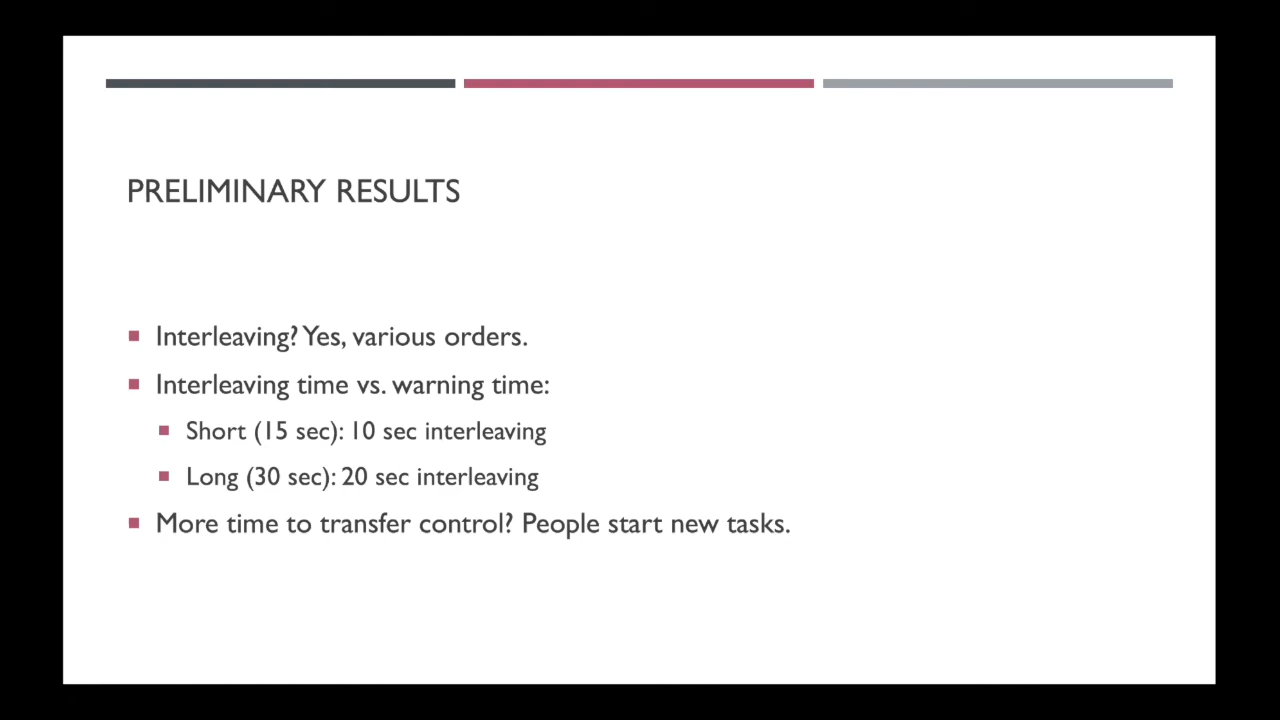 PRELIMINARY RESULTS
Interleaving? Yes, various orders.
Interleaving time vs. warning time:
Short (15 sec): 10 sec interleaving
Long (30 sec): 20 sec interleaving
More time to transfer control? People start new tasks.